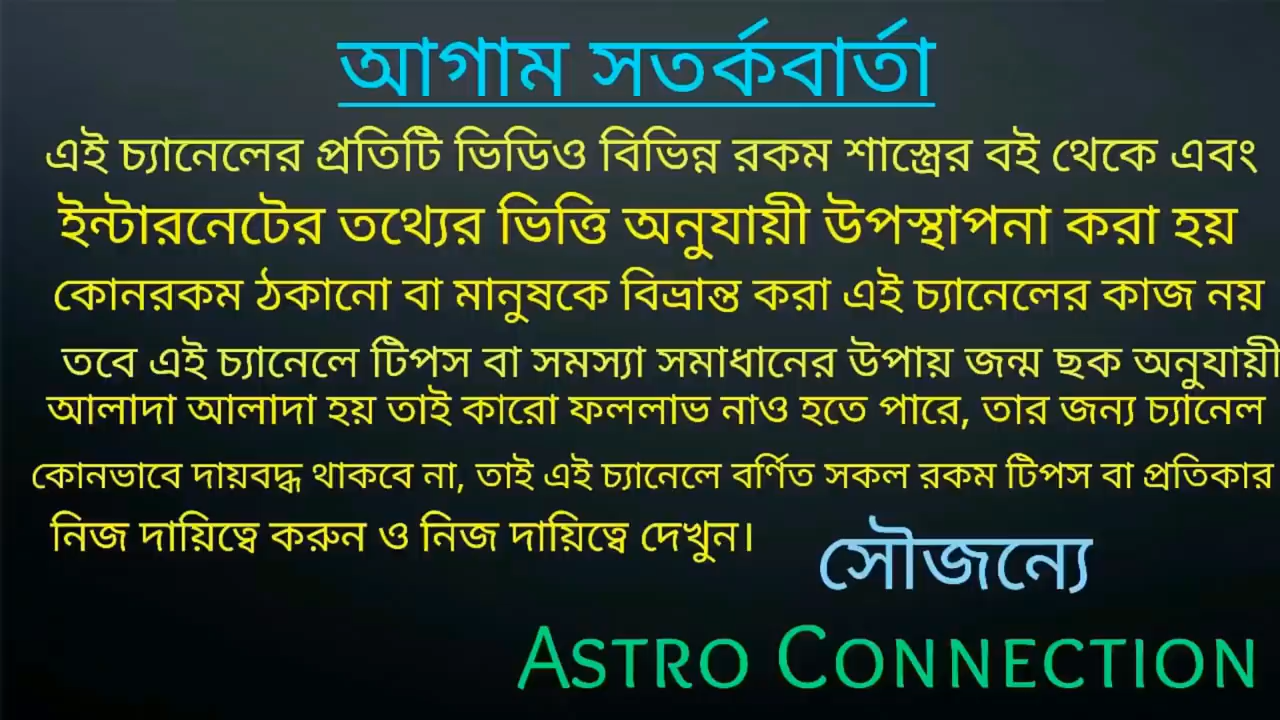 আগাম সতর্কবার্তা
এই চ্যানেলের প্রতিটি ভিডিও বিভিন্ন রকম শাস্ত্রের বই থেকে এবং
ইন্টারনেটের তথ্যের ভিত্তি অনুযায়ী উপস্থাপনা করা হয়
কোনরকম ঠকানো বা মানুষকে বিভ্রান্ত করা এই চ্যানেলের কাজ নয়
তবে এই চ্যানেলে টিপস বা সমস্যা সমাধানের উপায় জন্ম ছক অনুযায়ী
আলাদা আলাদা হয় তাই কারো ফললাভ নাও হতে পারে, তার জন্য চ্যানেল
কোনভাবে দায়বদ্ধ থাকবে না, তাই এই চ্যানেলে বর্ণিত সকল রকম টিপস বা প্রতিকার
নিজ দায়িত্বে করুন ও নিজ দায়িত্বে দেখুন।
সৌজন্যে
ASTRO CONNECTION